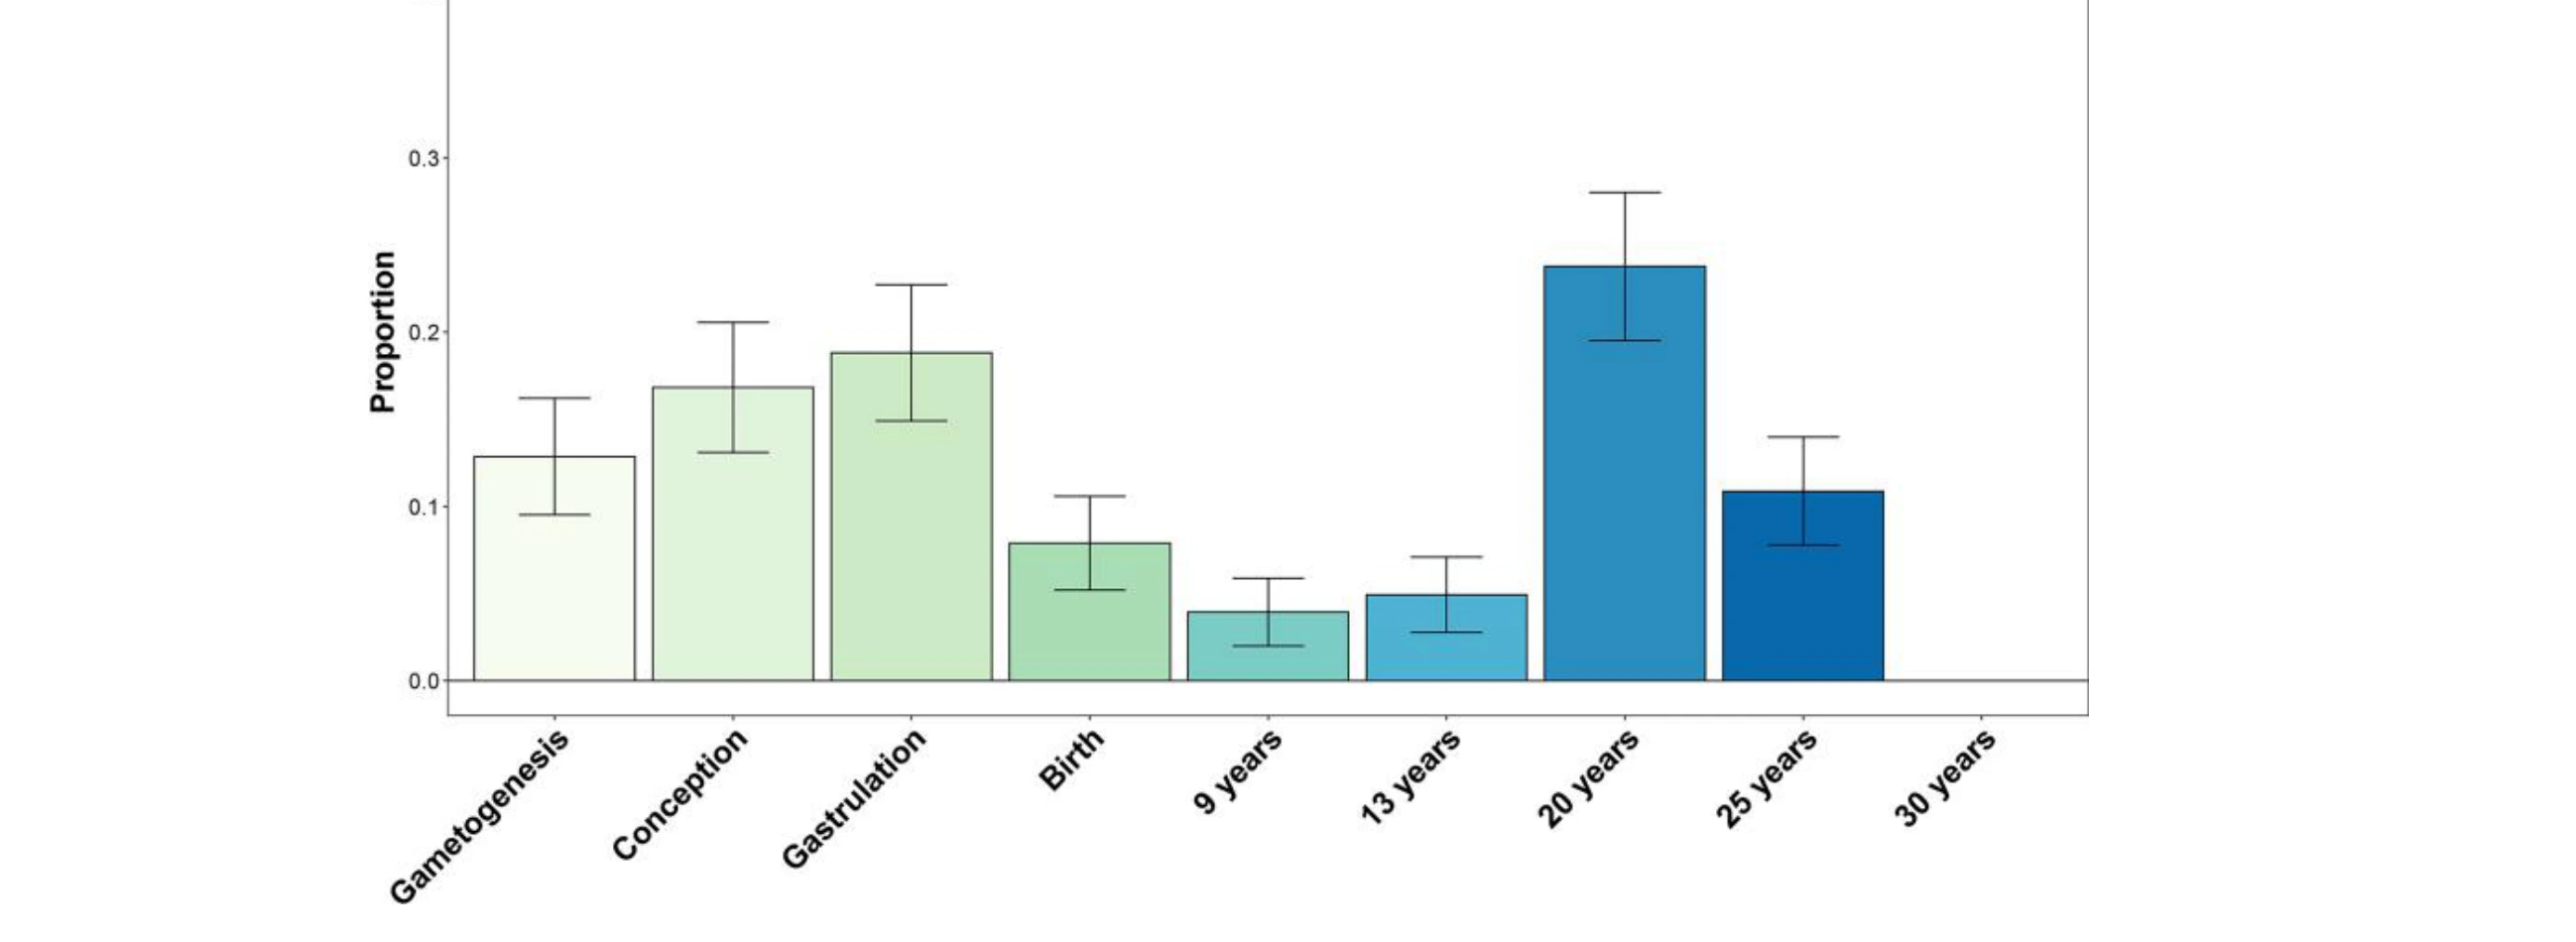 0.3
0.2
0.1
0.0
Proportion
Gametogenesis
Conception
Gastrulation
Birth
9 years
13 years
20 years
25 years
30 years